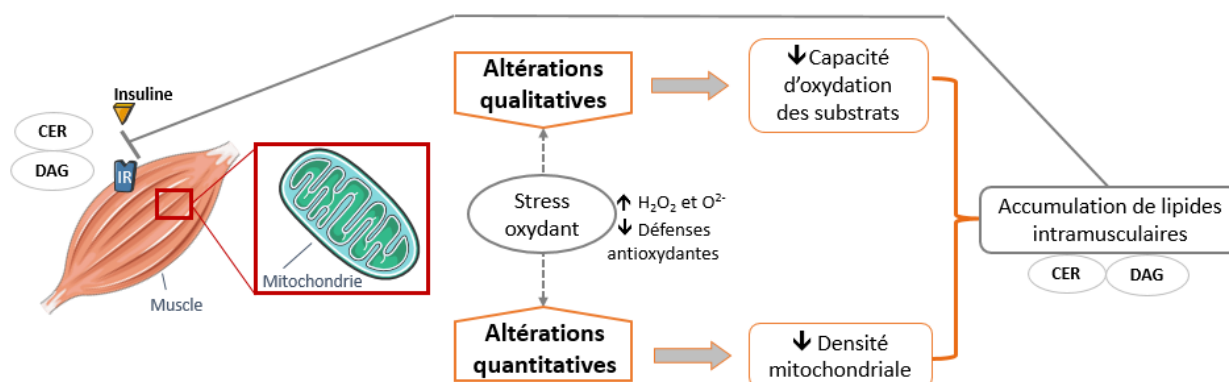 Insuline
CER
DAG
IR
Muscle
Mitochondrie
Altérations
qualitatives
Stress
oxydant
↑ H₂O₂ et O²⁻
↓ Défenses
antioxydantes
Altérations
quantitatives
↓ Capacité
d'oxydation
des substrats
↓ Densité
mitochondriale
Accumulation de lipides
intramusculaires
CER
DAG